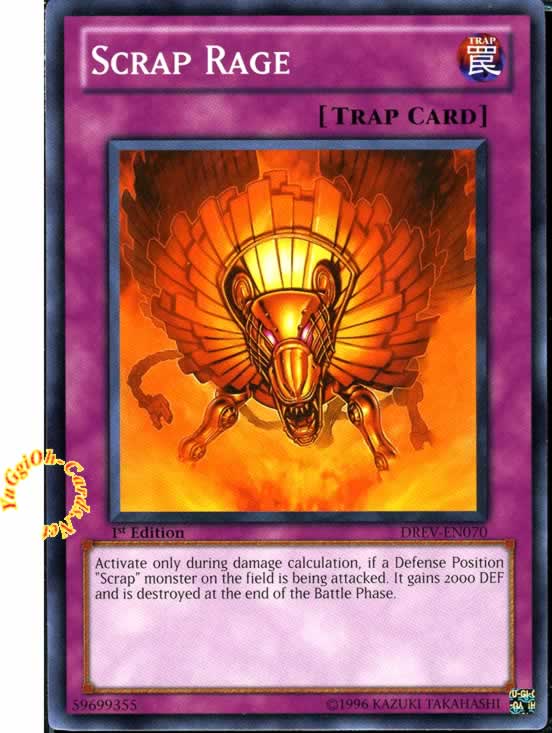 Scrap Rage
TRAP
罠
[Trap Card]
YuGgiOh-Cards.Net
1st Edition
DREV-EN070
Activate only during damage calculation, if a Defense Position
"Scrap" monster on the field is being attacked. It gains 2000 DEF
and is destroyed at the end of the Battle Phase.
59699355
©1996 KAZUKI TAKAHASHI